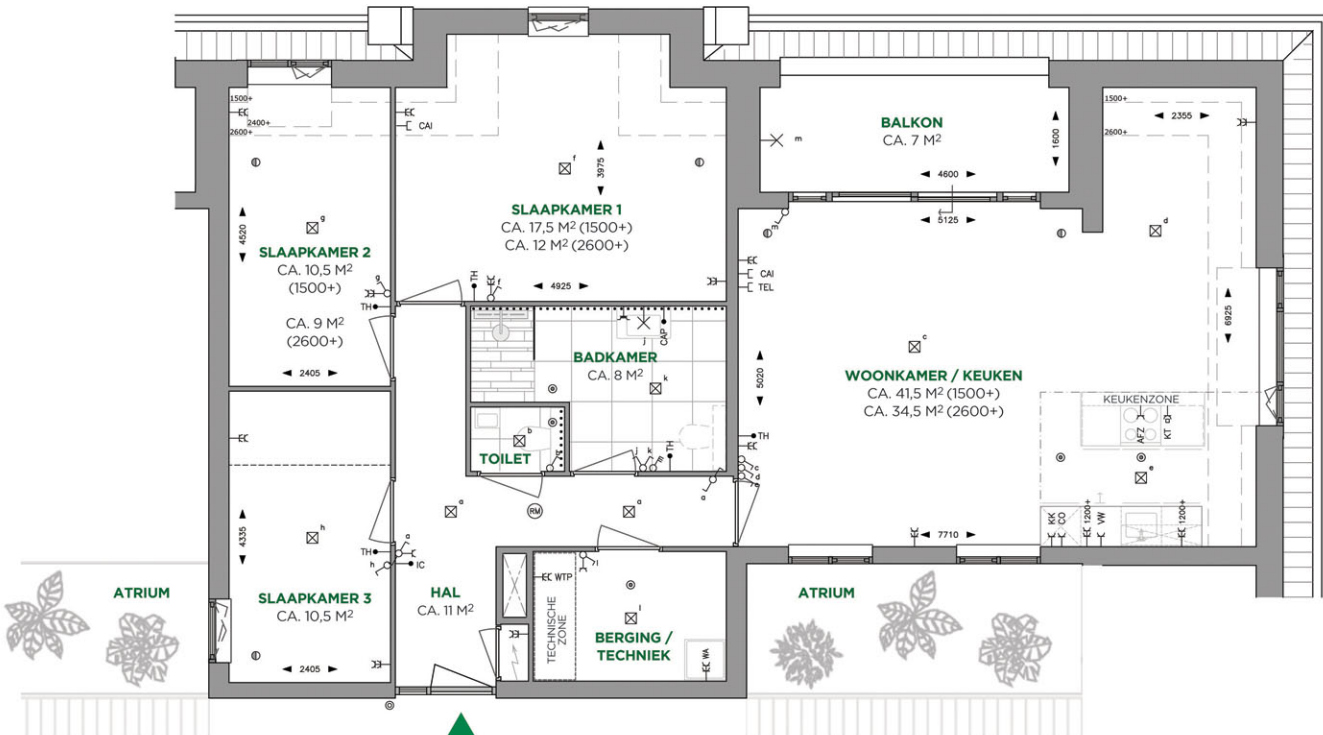 1500+
2400+
2600+
CAI
g
4520
SLAAPKAMER 2
CA. 10,5 M²
(1500+)
CA. 9 M²
(2600+)
g
TH
2405
f
3975
SLAAPKAMER 1
CA. 17,5 M² (1500+)
CA. 12 M² (2600+)
4925
TH
f
BALKON
CA. 7 M²
m
1600
4600
5125
m
1500+
2600+
2355
d
CAI
TEL
6925
c
5020
WOONKAMER / KEUKEN
CA. 41,5 M² (1500+)
CA. 34,5 M² (2600+)
KEUKENZONE
AFZ
KT
e
TH
c
d
e
KK
CO
1200+
VW
1200+
7710
j
CAP
BADKAMER
CA. 8 M²
k
b
TOILET
j
k
m
TH
a
a
RM
a
4335
h
TH
h
a
IC
SLAAPKAMER 3
CA. 10,5 M²
2405
HAL
CA. 11 M²
WTP
TECHNISCHE
ZONE
l
l
BERGING /
TECHNIEK
WA
ATRIUM
ATRIUM